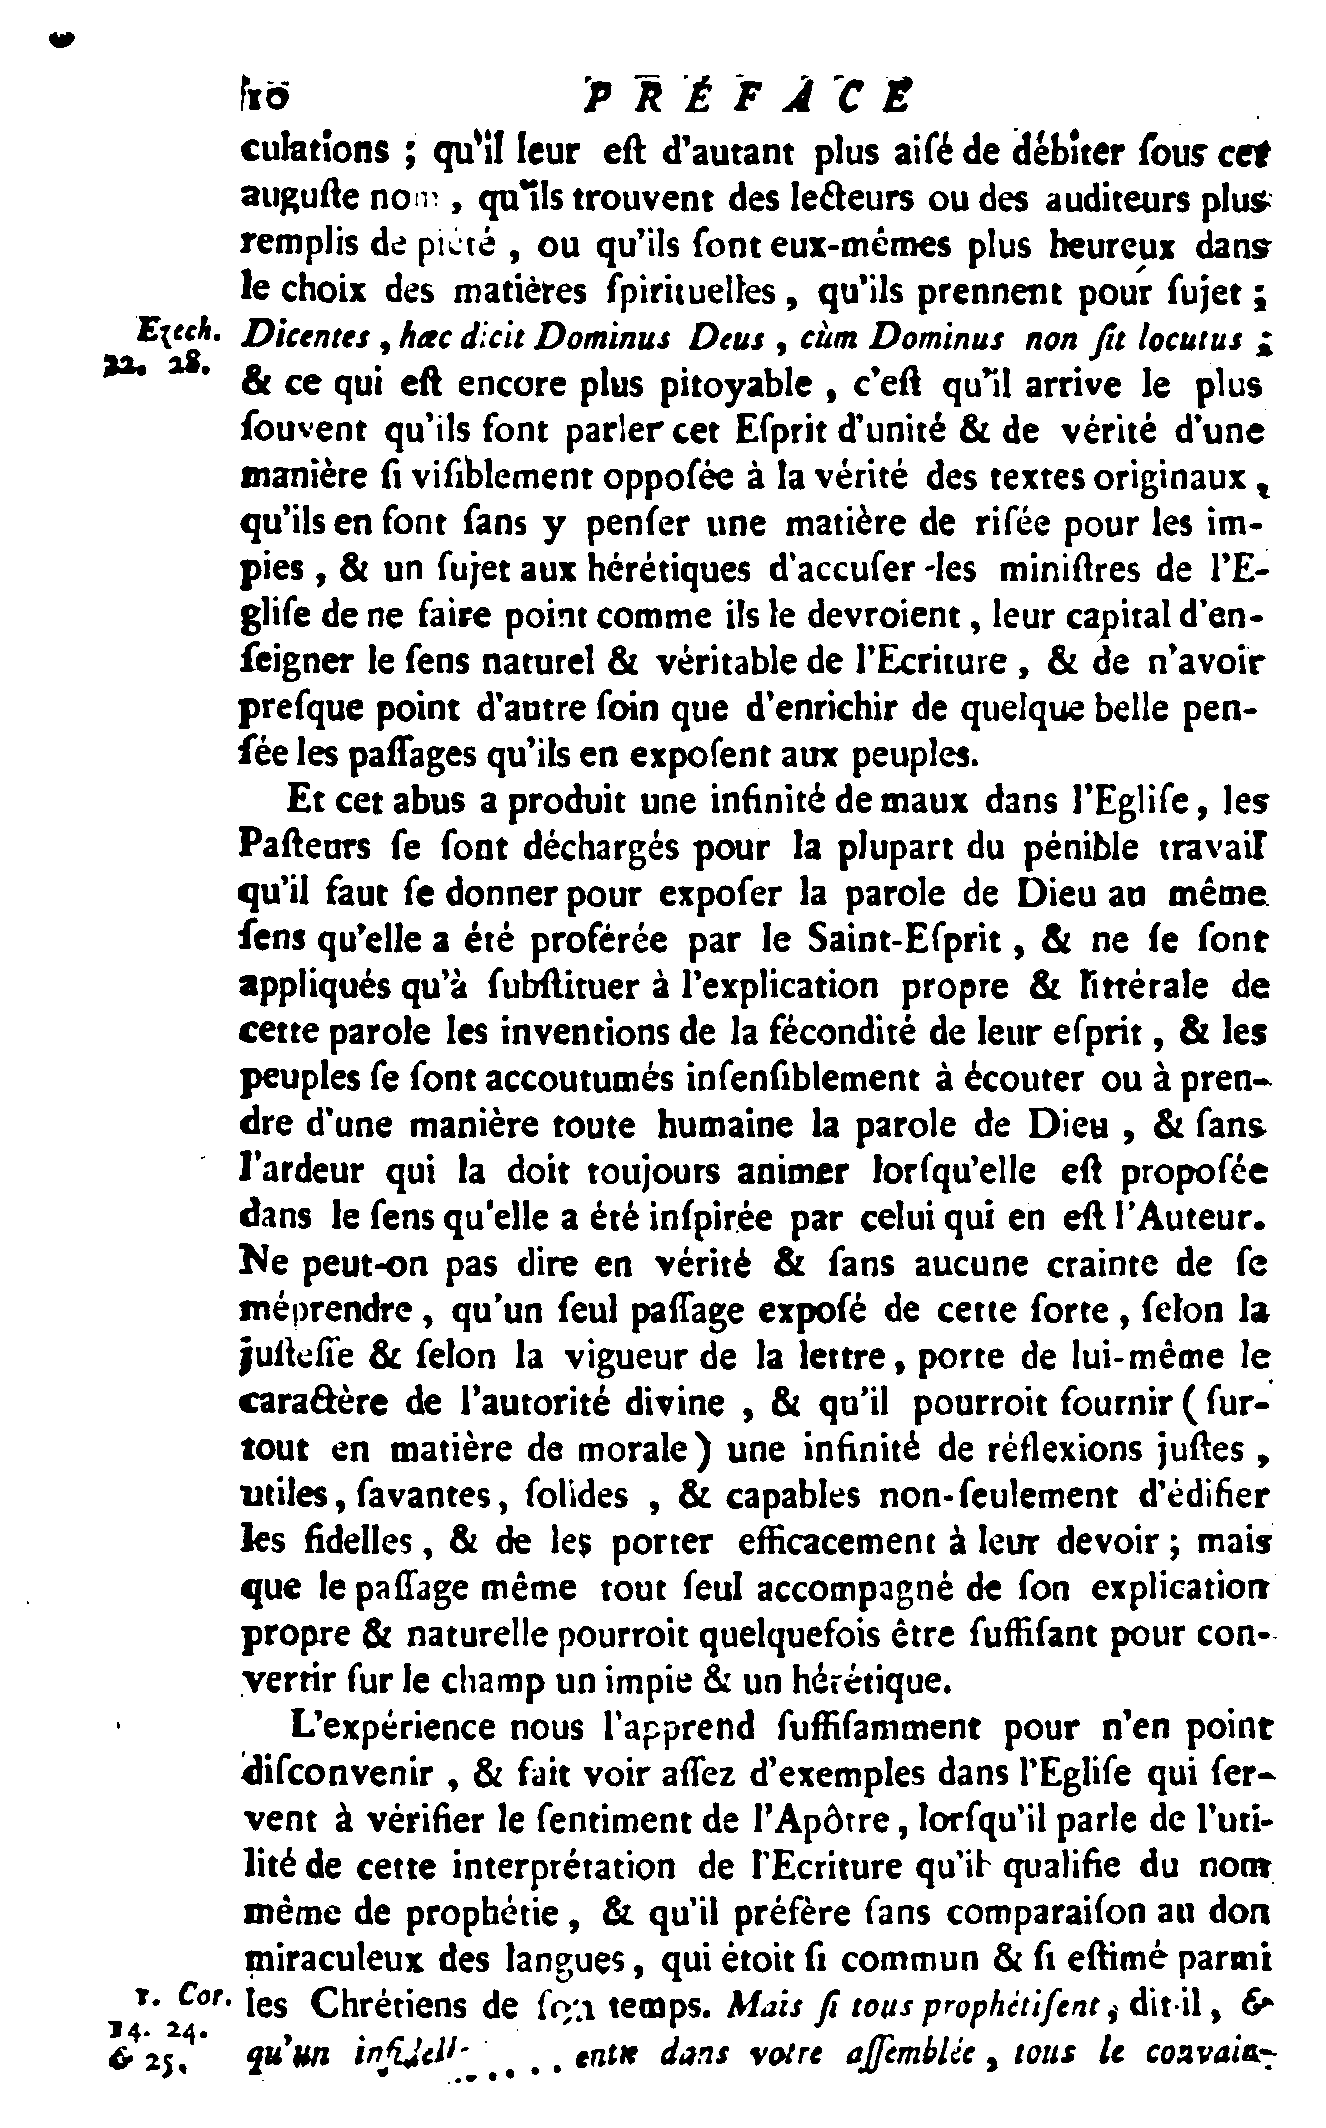 10 PRÉFACE
culations ; qu'il leur eſt d'autant plus aiſé de débiter ſous cet
auguſte nom , qu'ils trouvent des lecteurs ou des auditeurs plus
remplis de piété , ou qu'ils ſont eux-mêmes plus heureux dans
le choix des matières ſpirituelles , qu'ils prennent pour ſujet ;
Ezech. Dicentes , hæc dicit Dominus Deus , cùm Dominus non ſit locutus ;
22. 28.
& ce qui eſt encore plus pitoyable , c'eſt qu'il arrive le plus
ſouvent qu'ils font parler cet Eſprit d'unité & de vérité d'une
manière ſi viſiblement oppoſée à la vérité des textes originaux ,
qu'ils en font ſans y penſer une matière de riſée pour les im-
pies , & un ſujet aux hérétiques d'accuſer les miniſtres de l'E-
gliſe de ne faire point comme ils le devroient , leur capital d'en-
ſeigner le ſens naturel & véritable de l'Ecriture , & de n'avoir
preſque point d'autre ſoin que d'enrichir de quelque belle pen-
ſée les paſſages qu'ils en expoſent aux peuples.
Et cet abus a produit une infinité de maux dans l'Egliſe , les
Paſteurs ſe ſont déchargés pour la plupart du pénible travail
qu'il faut ſe donner pour expoſer la parole de Dieu au même
ſens qu'elle a été proférée par le Saint-Eſprit , & ne ſe ſont
appliqués qu'à ſubſtituer à l'explication propre & littérale de
cette parole les inventions de la fécondité de leur eſprit , & les
peuples ſe ſont accoutumés inſenſiblement à écouter ou à pren-
dre d'une manière toute humaine la parole de Dieu , & ſans
l'ardeur qui la doit toujours animer lorſqu'elle eſt propoſée
dans le ſens qu'elle a été inſpirée par celui qui en eſt l'Auteur.
Ne peut-on pas dire en vérité & ſans aucune crainte de ſe
méprendre , qu'un ſeul paſſage expoſé de cette ſorte , ſelon la
juſteſſe & ſelon la vigueur de la lettre , porte de lui-même le
caractère de l'autorité divine , & qu'il pourroit fournir ( ſur-
tout en matière de morale ) une infinité de réflexions juſtes ,
utiles , ſavantes , ſolides , & capables non-ſeulement d'édifier
les fidelles , & de les porter efficacement à leur devoir ; mais
que le paſſage même tout ſeul accompagné de ſon explication
propre & naturelle pourroit quelquefois être ſuffiſant pour con-
vertir ſur le champ un impie & un hérétique.
L'expérience nous l'apprend ſuffiſamment pour n'en point
diſconvenir , & fait voir aſſez d'exemples dans l'Egliſe qui ſer-
vent à vérifier le ſentiment de l'Apôtre , lorſqu'il parle de l'uti-
lité de cette interprétation de l'Ecriture qu'il qualifie du nom
même de prophétie , & qu'il préfère ſans comparaiſon au don
miraculeux des langues , qui étoit ſi commun & ſi eſtimé parmi
1. Cor. les Chrétiens de ſon temps. Mais ſi tous prophétiſent , dit-il , &
14. 24.
& 25. qu'un entre dans votre aſſemblée , tous le convain-